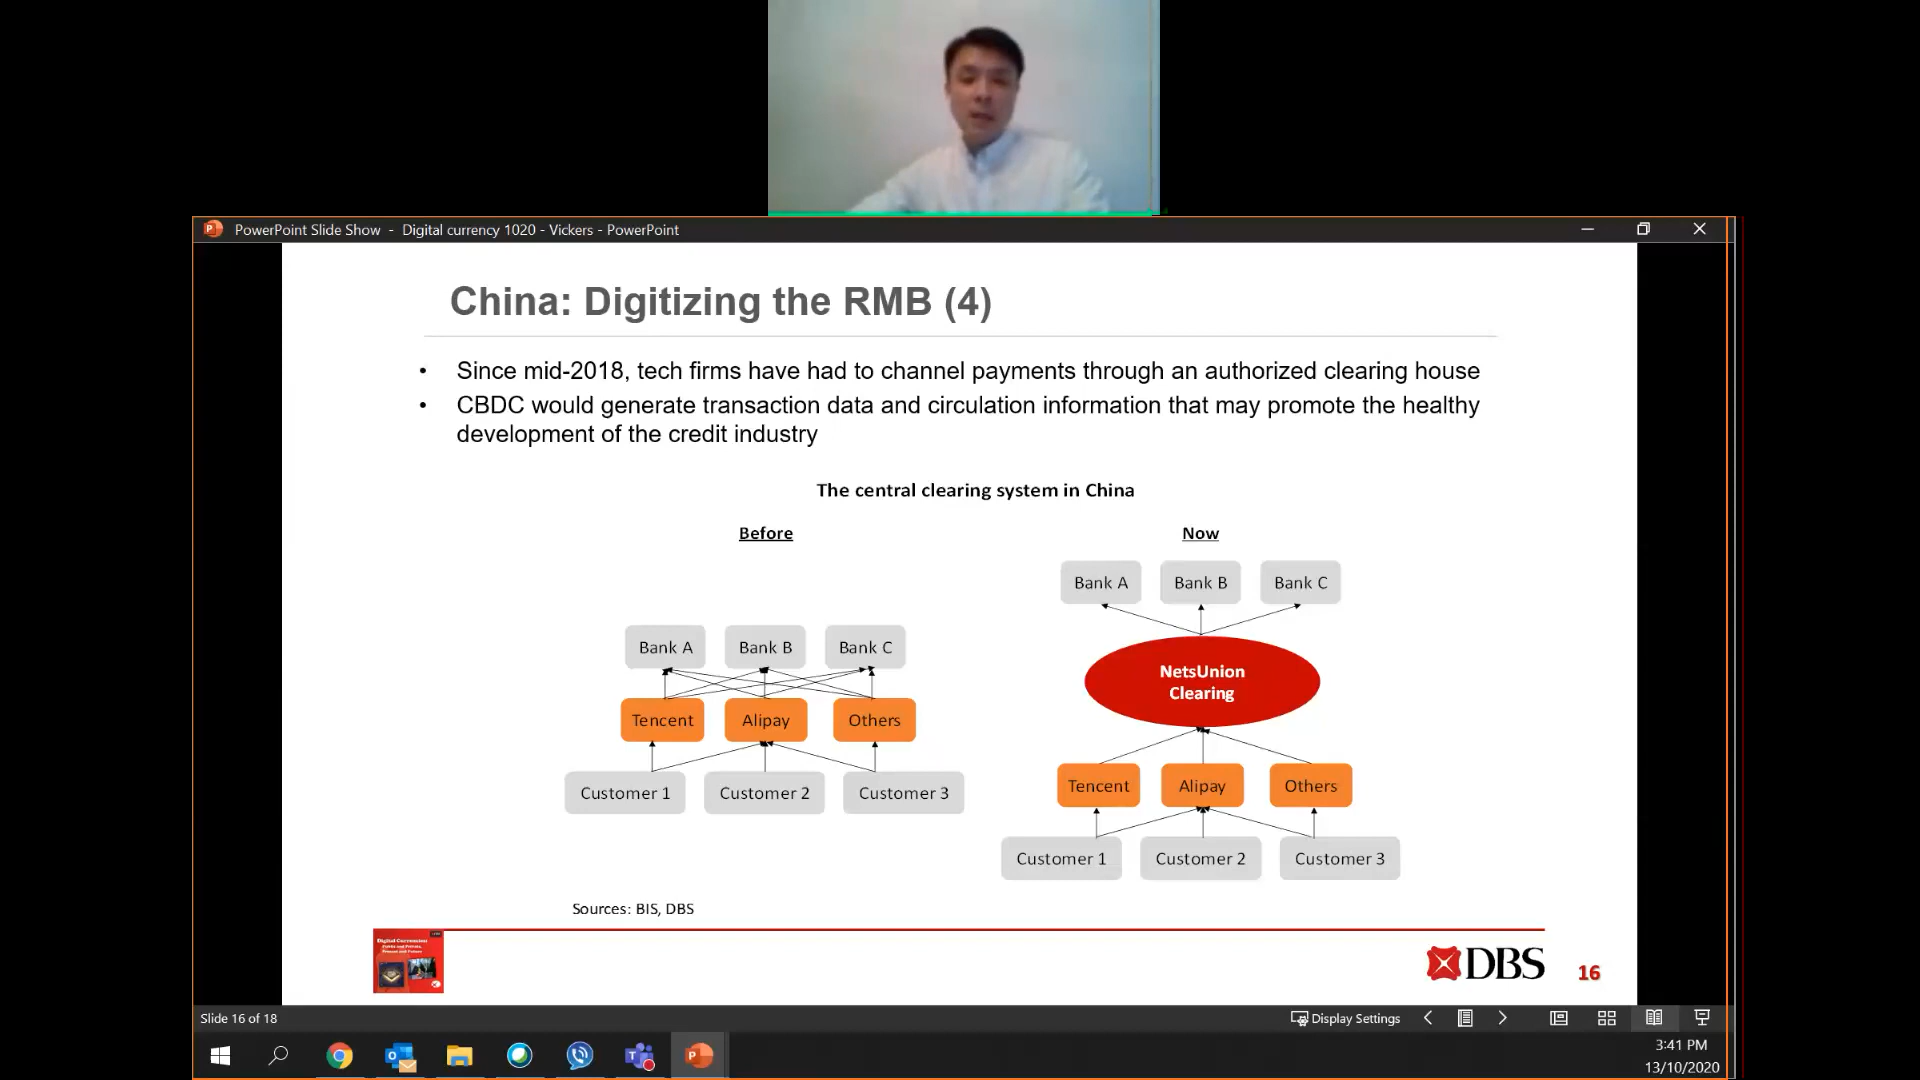 PowerPoint Slide Show - Digital currency 1020 - Vickers - PowerPoint
China: Digitizing the RMB (4)
• Since mid-2018, tech firms have had to channel payments through an authorized clearing house
• CBDC would generate transaction data and circulation information that may promote the healthy
development of the credit industry
The central clearing system in China
Before
Bank A Bank B Bank C
Tencent Alipay Others
Customer 1 Customer 2 Customer 3
Now
Bank A Bank B Bank C
NetsUnion
Clearing
Tencent Alipay Others
Customer 1 Customer 2 Customer 3
Sources: BIS, DBS
DBS
16
Slide 16 of 18
Display Settings
3:41 PM
13/10/2020